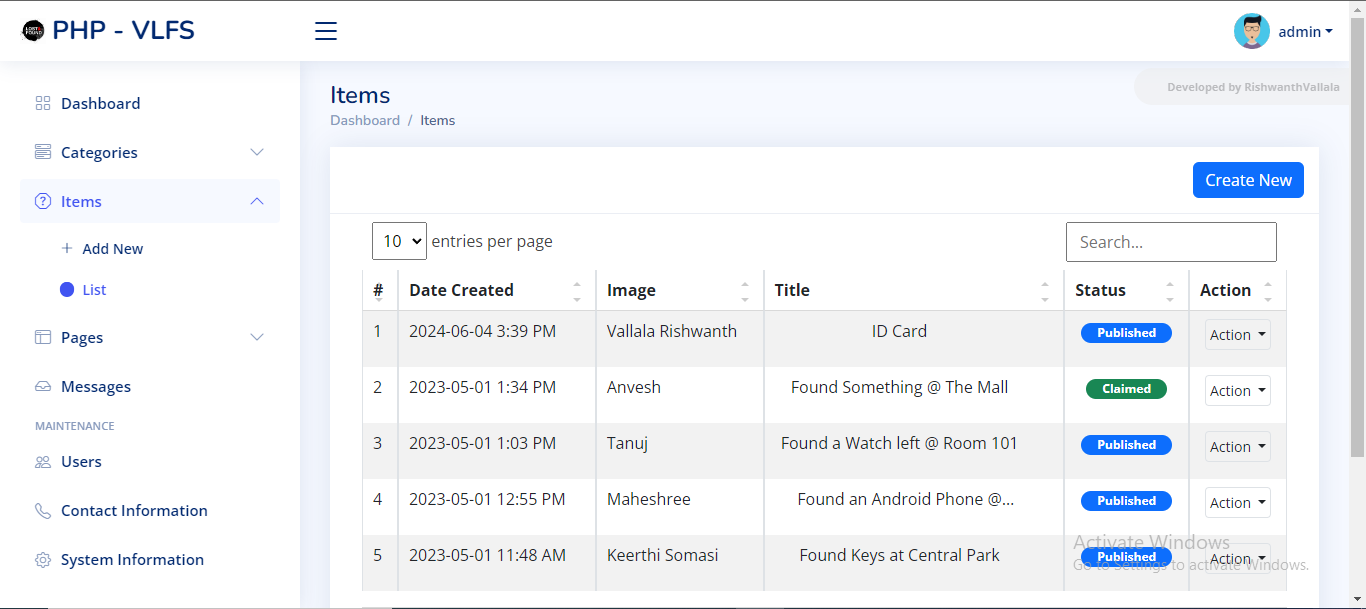 LOST & FOUND
PHP - VLFS
admin
Dashboard
Categories
Items
Add New
List
Pages
Messages
MAINTENANCE
Users
Contact Information
System Information
Items
Developed by RishwanthVallala
Dashboard / Items
Create New
10 entries per page
Search...
# Date Created Image Title Status Action
1 2024-06-04 3:39 PM Vallala Rishwanth ID Card Published Action
2 2023-05-01 1:34 PM Anvesh Found Something @ The Mall Claimed Action
3 2023-05-01 1:03 PM Tanuj Found a Watch left @ Room 101 Published Action
4 2023-05-01 12:55 PM Maheshree Found an Android Phone @... Published Action
5 2023-05-01 11:48 AM Keerthi Somasi Found Keys at Central Park Published Action
Activate Windows
Go to Settings to activate Windows.